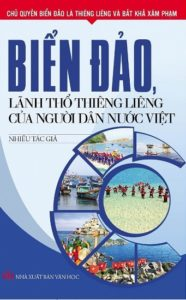 CHỦ QUYỀN BIỂN ĐẢO LÀ THIÊNG LIÊNG VÀ BẤT KHẢ XÂM PHẠM
BIỂN ĐẢO,
LÃNH THỔ THIÊNG LIÊNG
CỦA NGƯỜI DÂN NƯỚC VIỆT
NHIỀU TÁC GIẢ
NHÀ XUẤT BẢN VĂN HỌC